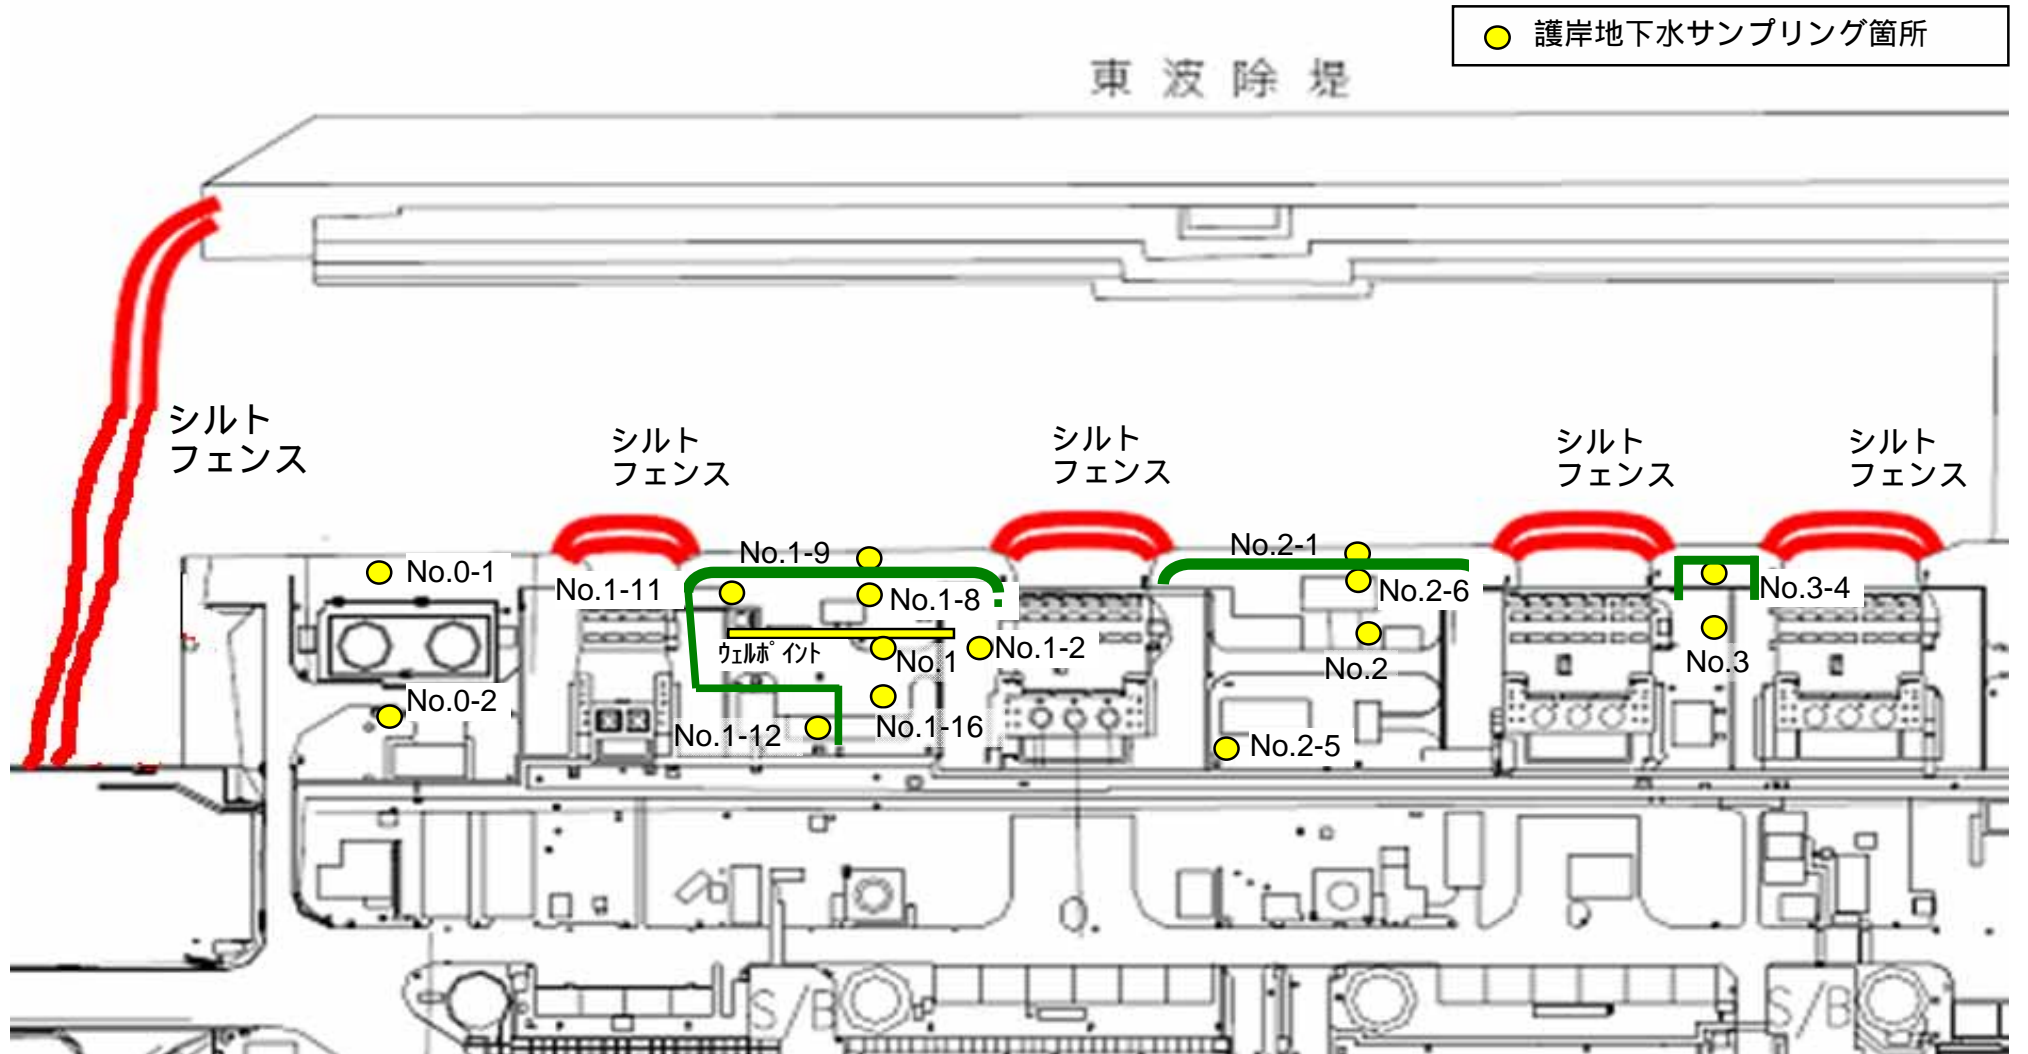 護岸地下水サンプリング箇所
東波除堤
シルト
フェンス
シルト
フェンス
シルト
フェンス
シルト
フェンス
シルト
フェンス
No.0-1
No.1-11
No.1-9
No.1-8
No.2-1
No.2-6
No.3-4
ｳｪﾙﾎﾟｲﾝﾄ
No.1
No.1-2
No.2
No.3
No.0-2
No.1-12
No.1-16
No.2-5
S/B
S/B